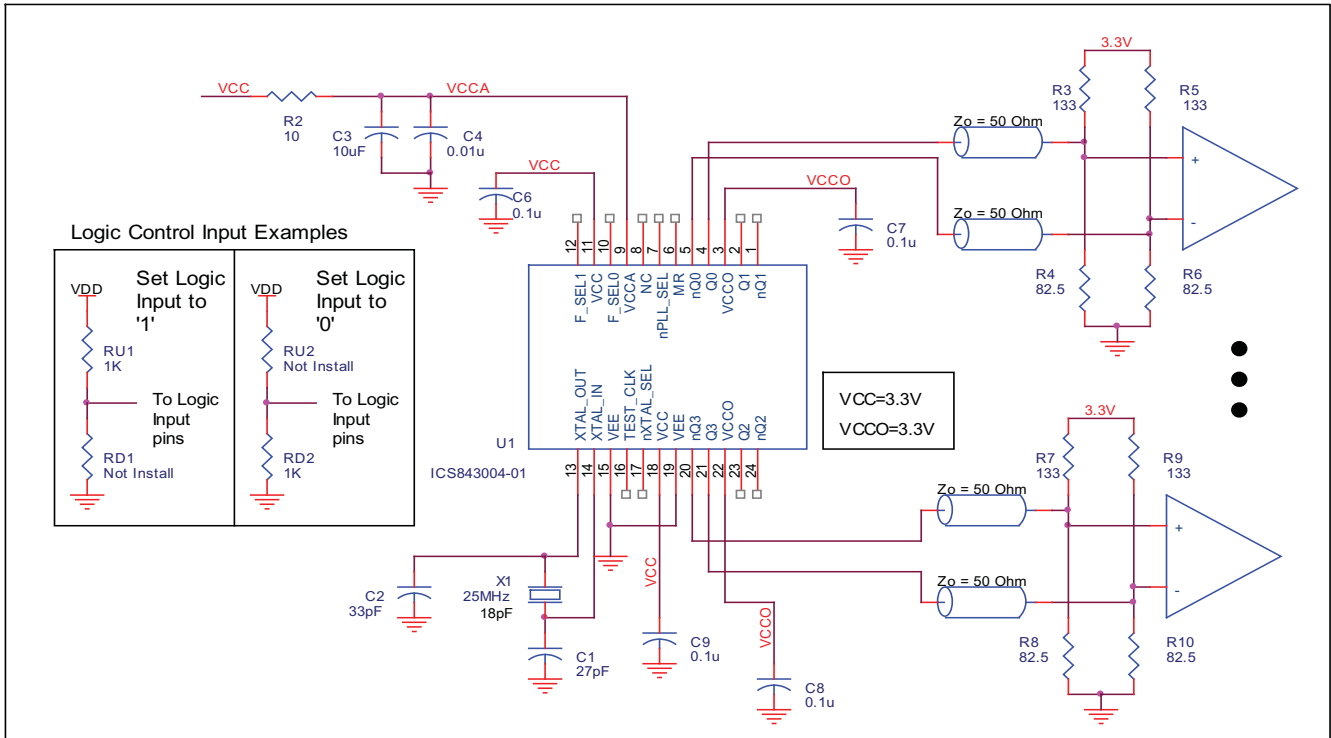 VCC
R2
10
VCCA
C3
10uF
C4
0.01u
VCC
C6
0.1u
VCCO
C7
0.1u
3.3V
R3
133
R5
133
Zo = 50 Ohm
+
Zo = 50 Ohm
-
R4
82.5
R6
82.5
Logic Control Input Examples
VDD
Set Logic
Input to
'1'
RU1
1K
To Logic
Input
pins
RD1
Not Install
VDD
Set Logic
Input to
'0'
RU2
Not Install
To Logic
Input
pins
RD2
1K
12 11 10 9 8 7 6 5 4 3 2 1
F_SEL1
VCC
F_SEL0
VCCA
NC
nPLL_SEL
MR
nQ0
Q0
VCCO
Q1
nQ1
XTAL_OUT
XTAL_IN
VEE
TEST_CLK
nXTAL_SEL
VCC
VEE
nQ3
Q3
VCCO
Q2
nQ2
13 14 15 16 17 18 19 20 21 22 23 24
U1
ICS843004-01
VCC=3.3V
VCCO=3.3V
C2
33pF
X1
25MHz
18pF
C1
27pF
VCC
C9
0.1u
VCCO
C8
0.1u
3.3V
R7
133
R9
133
Zo = 50 Ohm
+
Zo = 50 Ohm
-
R8
82.5
R10
82.5